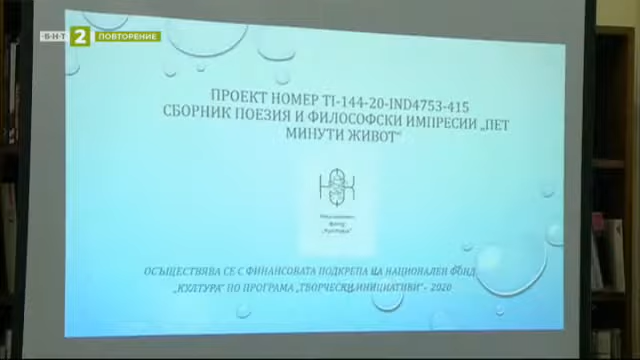 БНТ 2 ПОВТОРЕНИЕ
ПРОЕКТ НОМЕР TI-144-20-IND4753-415
СБОРНИК ПОЕЗИЯ И ФИЛОСОФСКИ ИМПРЕСИИ „ПЕТ
МИНУТИ ЖИВОТ“
Национален
фонд
„Култура“
ОСЪЩЕСТВЯВА СЕ С ФИНАНСОВАТА ПОДКРЕПА НА НАЦИОНАЛЕН ФОНД
„КУЛТУРА“ ПО ПРОГРАМА „ТВОРЧЕСКИ ИНИЦИАТИВИ“- 2020